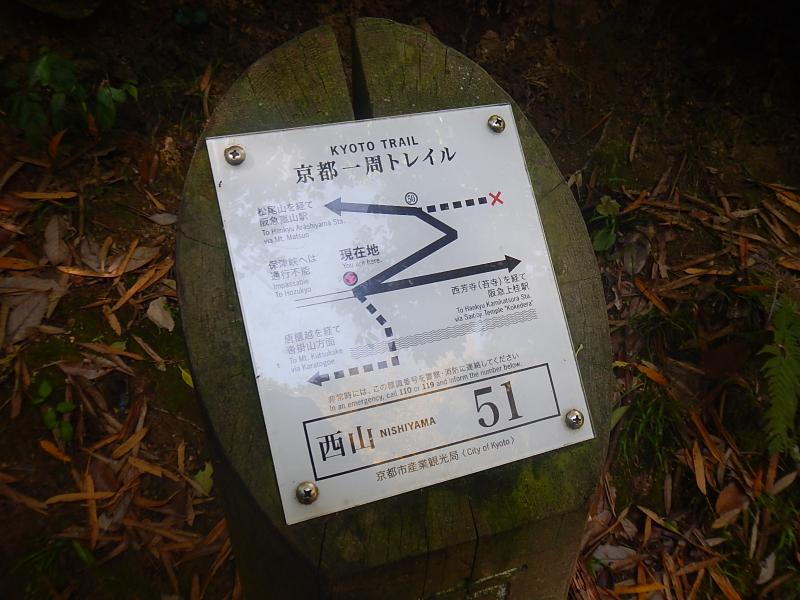 KYOTO TRAIL
京都一周トレイル
松尾山を経て
阪急嵐山駅
To Hankyu Arashiyama Sta.
via Mt. Matsuo
50
保津峡へは
通行不能
Impassable
To Hozukyo
現在地
You are here.
西芳寺(苔寺)を経て
阪急上桂駅
To Hankyu Kamikatsura Sta.
via Saihoji Temple "Kokedera"
唐櫃越を経て
沓掛山方面
To Mt. Kutsukake
via Karatogoe
非常時には、この標識番号を警察・消防に連絡してください
In an emergency, call 110 or 119 and inform the number below.
西山 NISHIYAMA 51
京都市産業観光局〈City of Kyoto〉